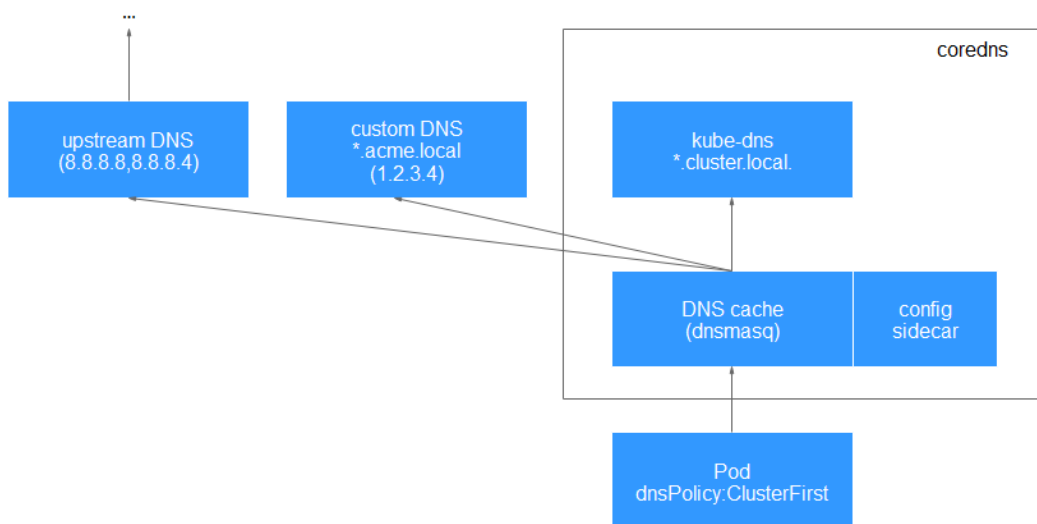 ...
coredns
upstream DNS
(8.8.8.8,8.8.8.4)
custom DNS
*.acme.local
(1.2.3.4)
kube-dns
*.cluster.local.
DNS cache
(dnsmasq)
config
sidecar
Pod
dnsPolicy:ClusterFirst